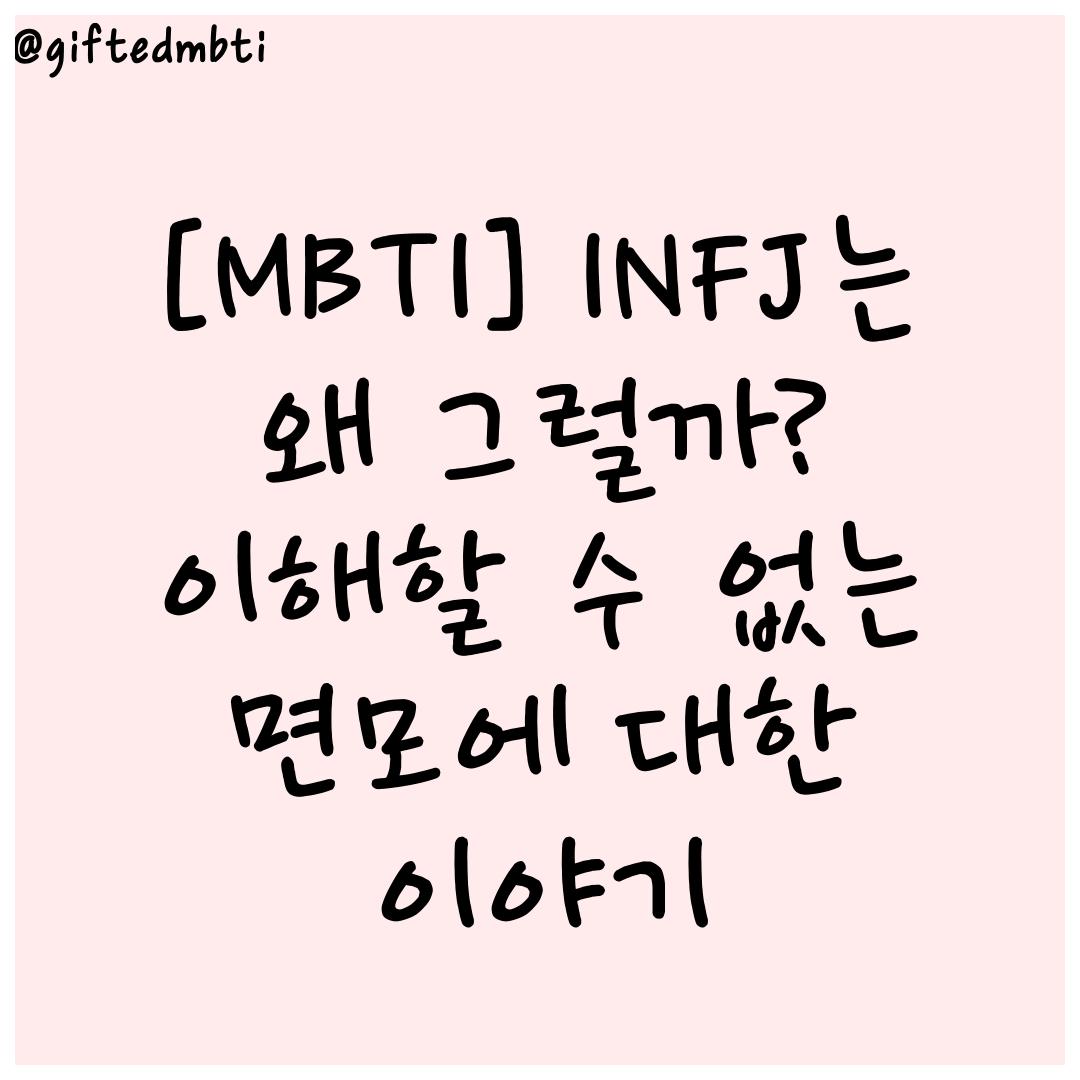 @giftedmbti
[MBTI] INFJ는
왜 그럴까?
이해할 수 없는
면모에 대한
이야기